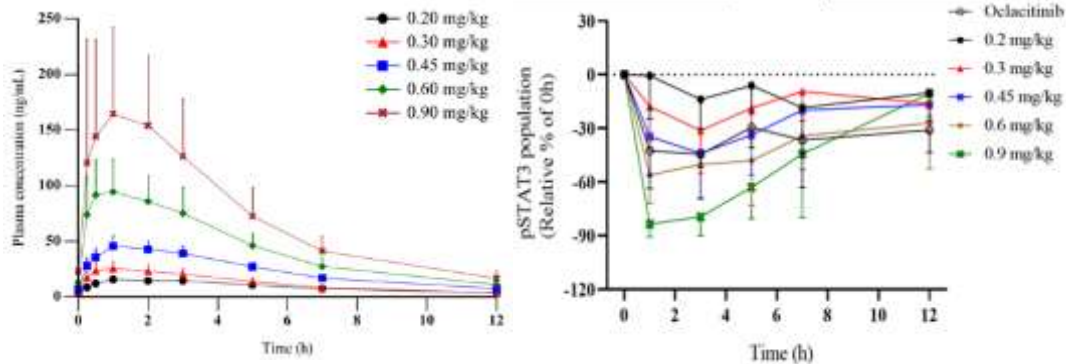 250
200
150
100
50
0
Plasma concentration (ng/mL)
0 2 4 6 8 10 12
Time (h)
0.20 mg/kg
0.30 mg/kg
0.45 mg/kg
0.60 mg/kg
0.90 mg/kg
30
0
-30
-60
-90
-120
pSTAT3 population
(Relative % of 0h)
0 2 4 6 8 10 12
Time (h)
Oclacitinib
0.2 mg/kg
0.3 mg/kg
0.45 mg/kg
0.6 mg/kg
0.9 mg/kg